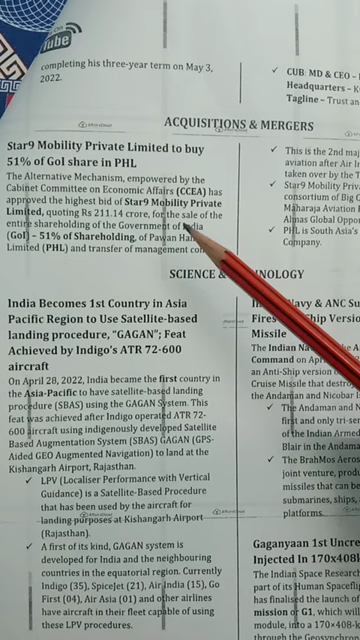 Tube
completing his three-year term on May 3,
2022.
CUB: MD & CEO –
Headquarters –
Tagline – Trust an
ACQUISITIONS & MERGERS
Star9 Mobility Private Limited to buy
51% of GoI share in PHL
The Alternative Mechanism, empowered by the
Cabinet Committee on Economic Affairs (CCEA) has
approved the highest bid of Star9 Mobility Private
Limited, quoting Rs 211.14 crore, for the sale of the
entire shareholding of the Government of India
(GoI) – 51% of Shareholding, of Pawan Han
Limited (PHL) and transfer of management con
This is the 2nd maj
aviation after Air In
taken over by the T
Star9 Mobility Priv
consortium of Big C
Maharaja Aviation
Almas Global Oppor
PHL is South Asia's
Company.
SCIENCE & NOLOGY
India Becomes 1st Country in Asia
Pacific Region to Use Satellite-based
landing procedure, "GAGAN"; Feat
Achieved by Indigo's ATR 72-600
aircraft
On April 28, 2022, India became the first country in
the Asia-Pacific to have satellite-based landing
procedure (SBAS) using the GAGAN System. This
feat was achieved after Indigo operated ATR 72-
600 aircraft using indigenously developed Satellite
Based Augmentation System (SBAS) GAGAN (GPS-
Aided GEO Augmented Navigation) to land at the
Kishangarh Airport, Rajasthan.
LPV (Localiser Performance with Vertical
Guidance) is a Satellite-Based Procedure
that has been used by the aircraft for
landing purposes at Kishangarh Airport
(Rajasthan).
A first of its kind, GAGAN system is
developed for India and the neighbouring
countries in the equatorial region. Currently
Indigo (35), SpiceJet (21), Air India (15), Go
First (04), Air Asia (01) and other airlines
have aircraft in their fleet capable of using
these LPV procedures.
Navy & ANC Su
Fires Ship Versio
Missile
The Indian Na
Command on Apri
an Anti-Ship version o
Cruise Missile that destroy
the Andaman and Nicobar Is
The Andaman and N
first and only tri-ser
of the Indian Armed
Blair in the Andama
The BrahMos Aeros
joint venture, produ
missiles that can be
submarines, ships, a
platforms.
Gaganyaan 1st Uncre
Injected In 170x408k
The Indian Space Resear
part of its Human Spacefli
has finalised the launch of
mission or G1, which wil
module, into a 170x408-k